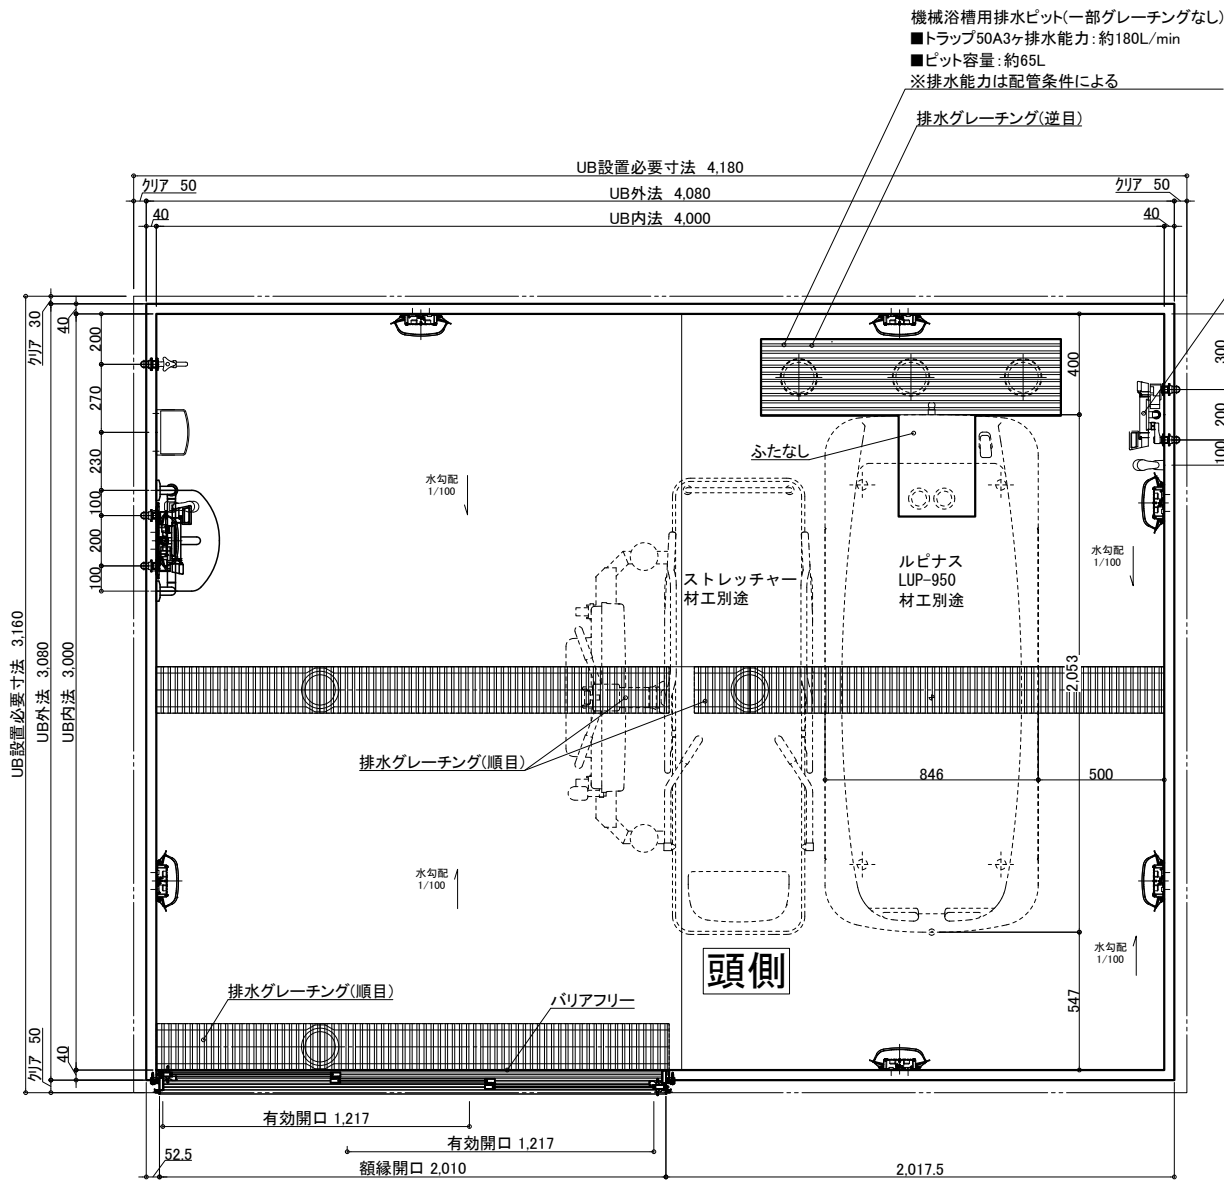 機械浴槽用排水ピット(一部グレーチングなし)
■トラップ50A3ヶ排水能力:約180L/min
■ピット容量:約65L
※排水能力は配管条件による
排水グレーチング(逆目)
UB設置必要寸法 4,180
クリア 50
UB外法 4,080
クリア 50
40
UB内法 4,000
40
クリア 30
40
200
270
230
100
200
100
UB設置必要寸法 3,160
UB外法 3,080
UB内法 3,000
クリア 50
40
400
300
200
100
ふたなし
水勾配
1/100
水勾配
1/100
ストレッチャー
材工別途
ルピナス
LUP-950
材工別途
2,053
排水グレーチング(順目)
846
500
水勾配
1/100
水勾配
1/100
頭側
547
排水グレーチング(順目)
バリアフリー
有効開口 1,217
有効開口 1,217
52.5
額縁開口 2,010
2,017.5